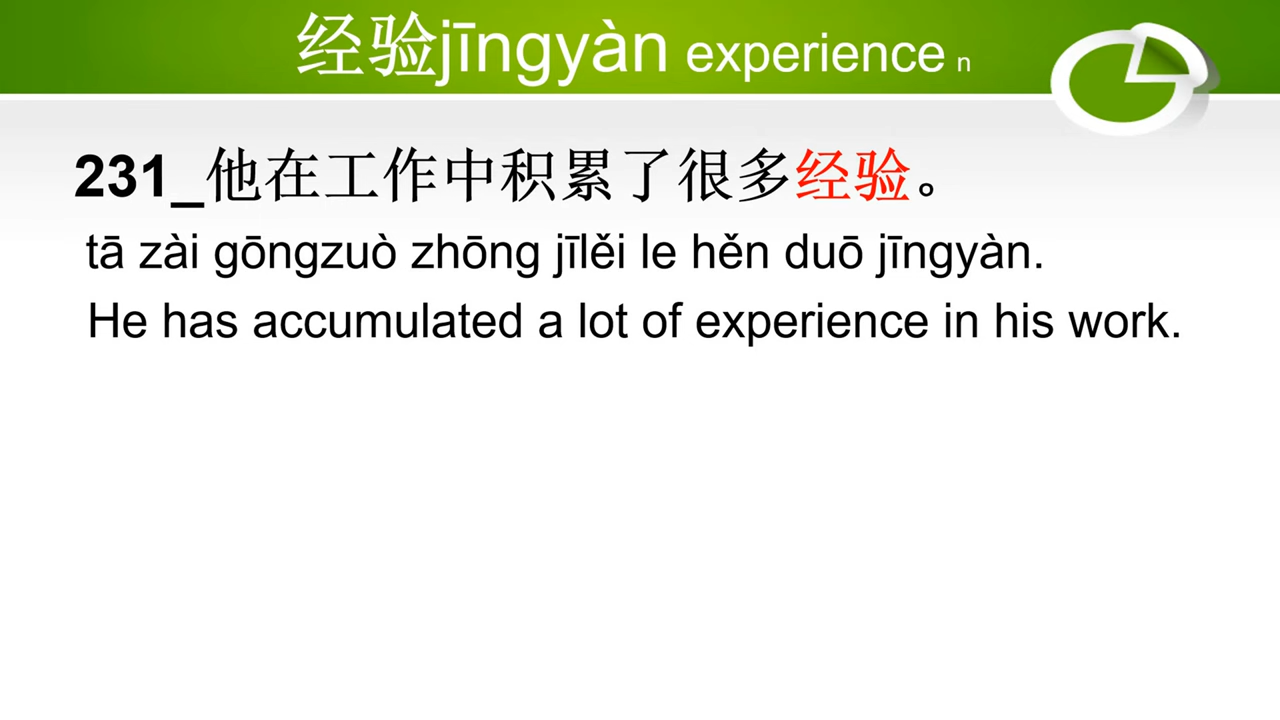 经验jīngyàn experience n
231_他在工作中积累了很多经验。
tā zài gōngzuò zhōng jīlěi le hěn duō jīngyàn.
He has accumulated a lot of experience in his work.